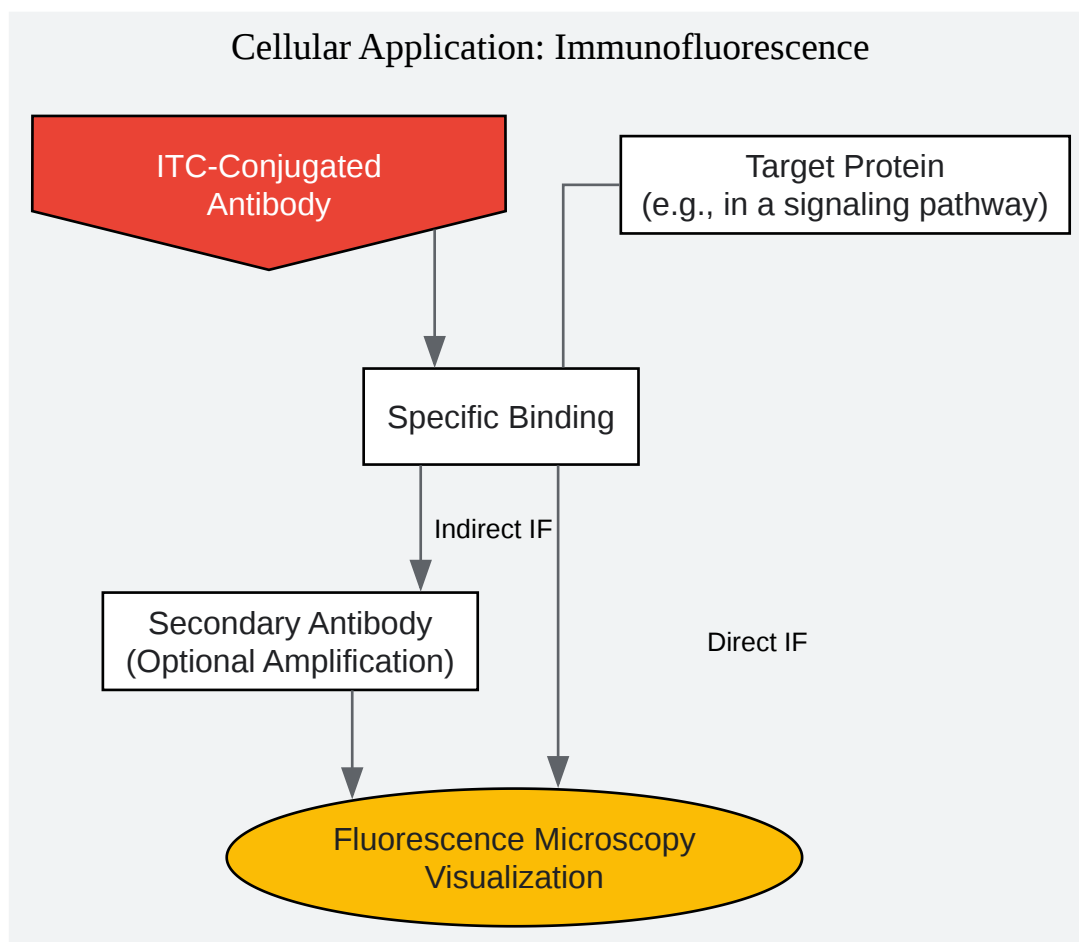 Cellular Application: Immunofluorescence
ITC-Conjugated
Antibody
Target Protein
(e.g., in a signaling pathway)
Specific Binding
Indirect IF
Secondary Antibody
(Optional Amplification)
Direct IF
Fluorescence Microscopy
Visualization